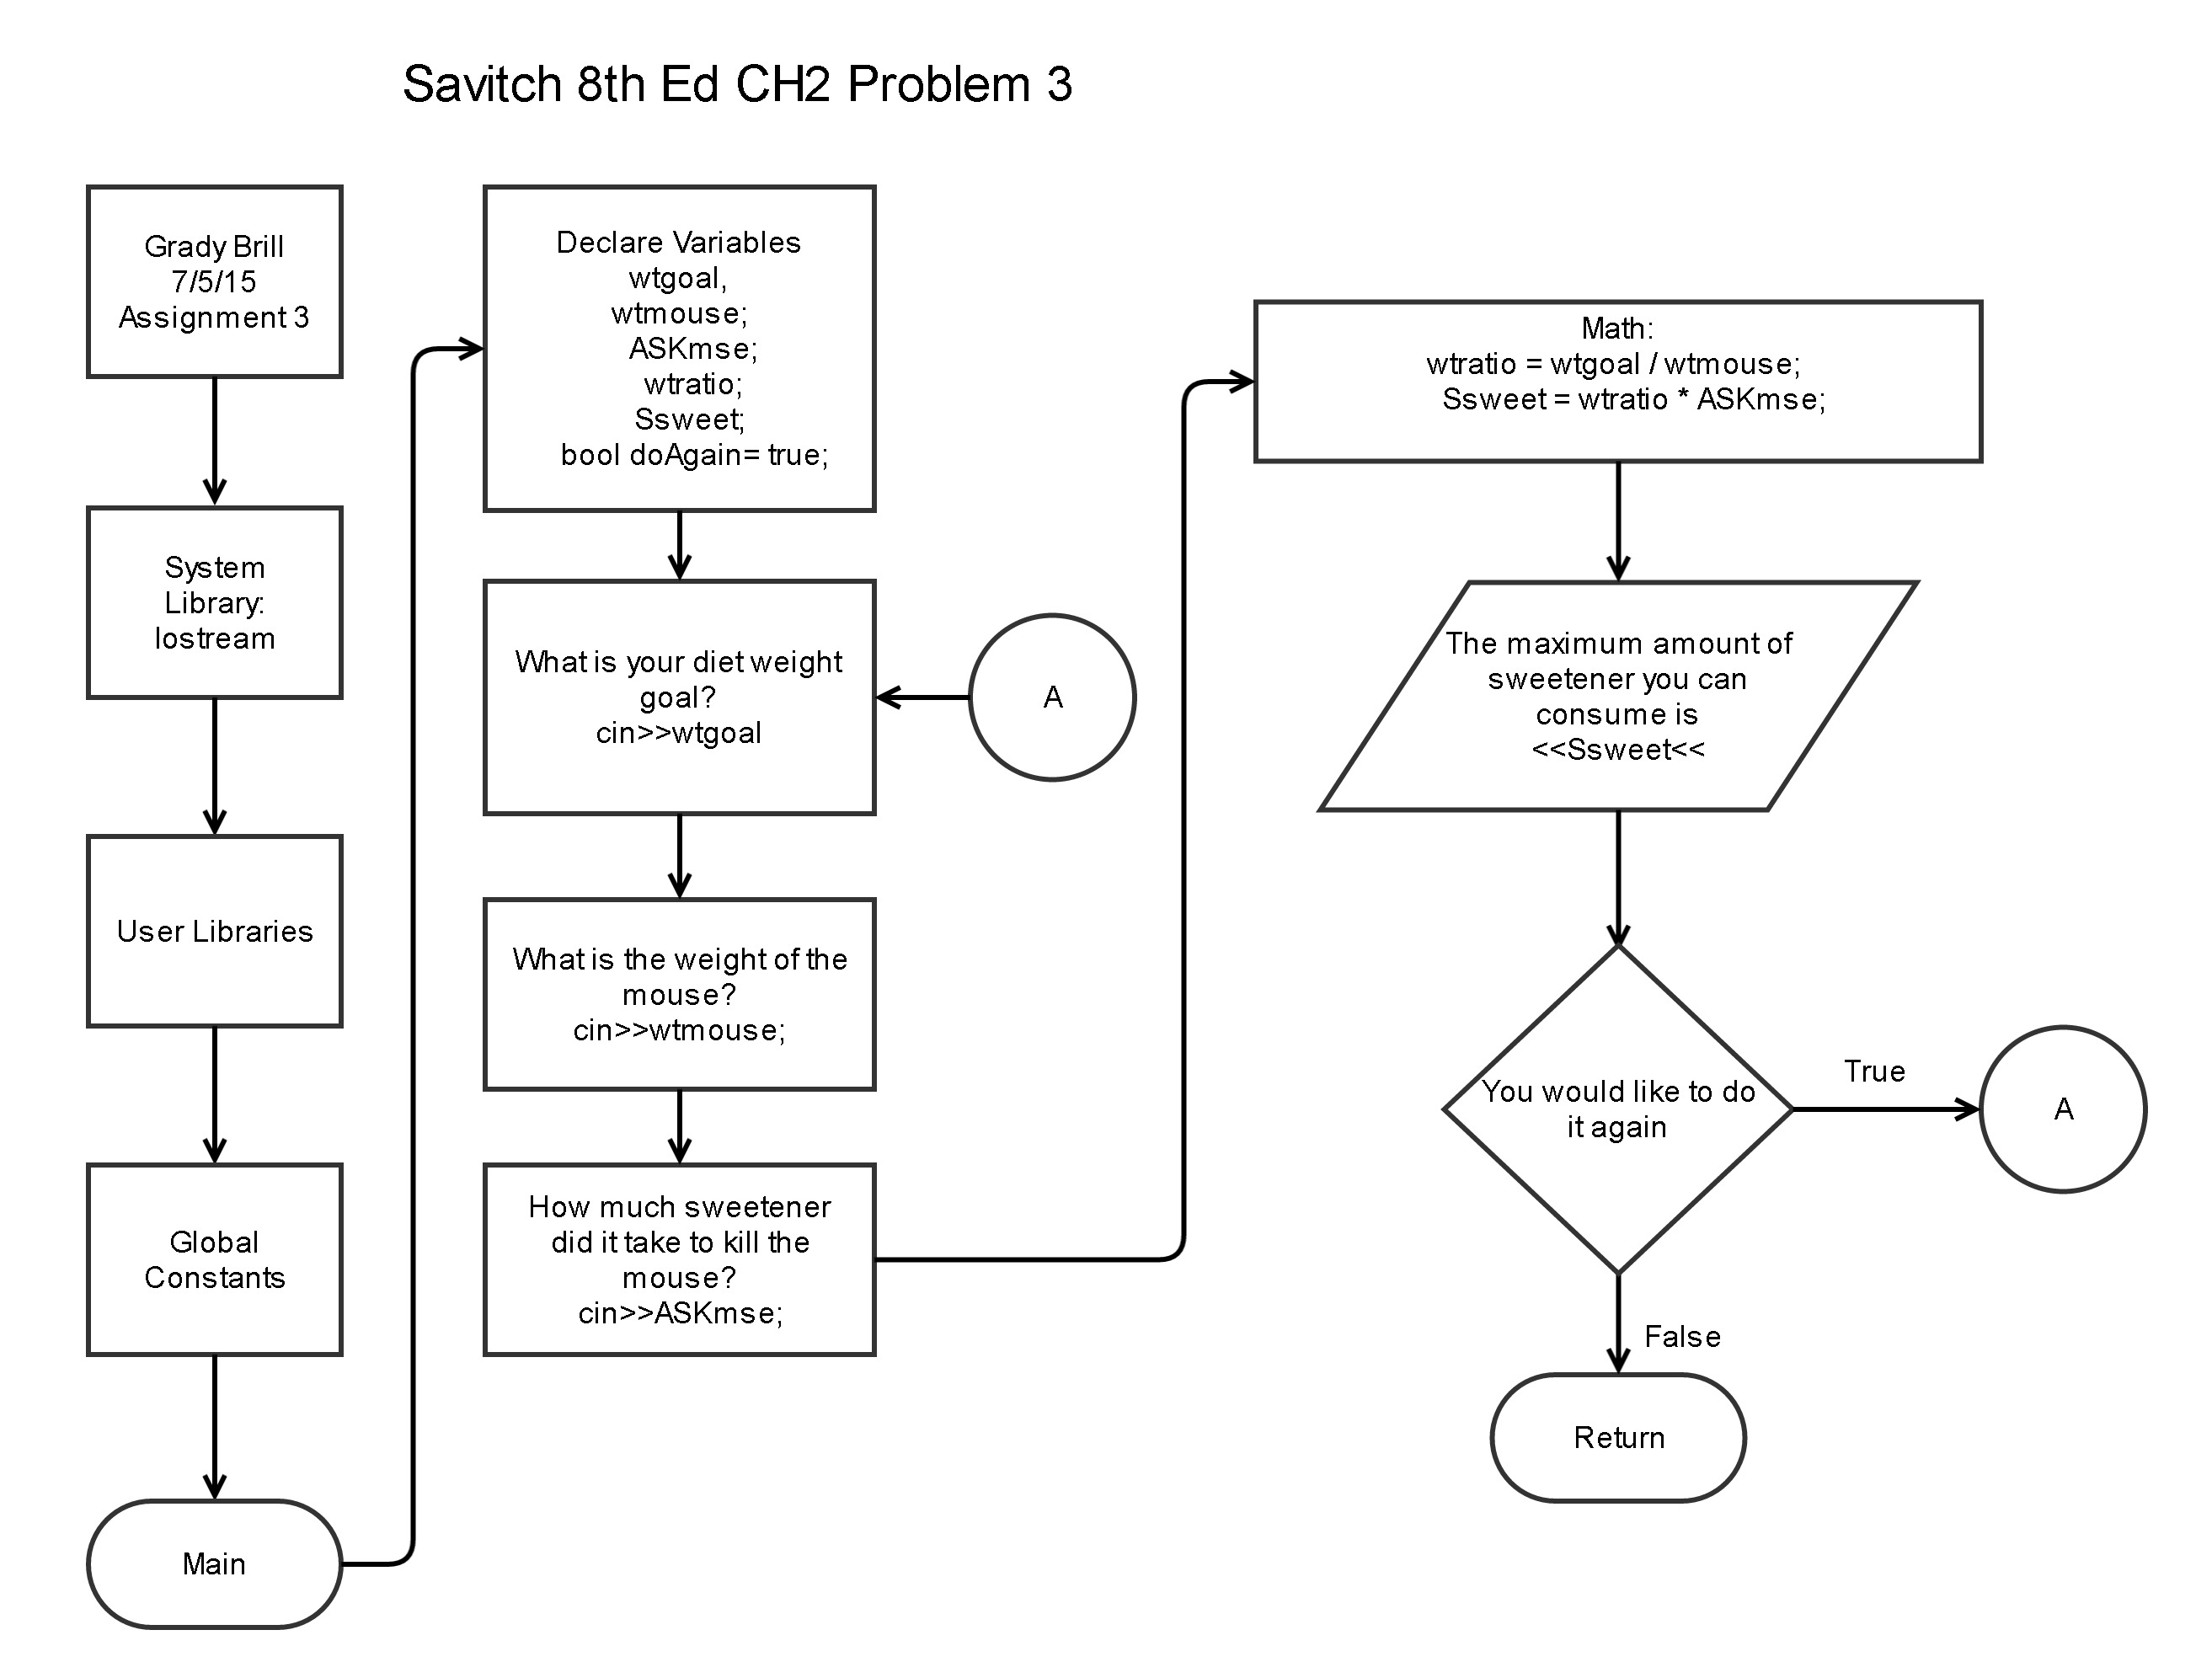 Savitch 8th Ed CH2 Problem 3
Grady Brill
7/5/15
Assignment 3
System
Library:
Iostream
User Libraries
Global
Constants
Main
Declare Variables
wtgoal,
wtmouse;
ASKmse;
wtratio;
Ssweet;
bool doAgain= true;
What is your diet weight
goal?
cin>>wtgoal
A
What is the weight of the
mouse?
cin>>wtmouse;
How much sweetener
did it take to kill the
mouse?
cin>>ASKmse;
Math:
wtratio = wtgoal / wtmouse;
Ssweet = wtratio * ASKmse;
The maximum amount of
sweetener you can
consume is
<<Ssweet<<
You would like to do
it again
True
A
False
Return